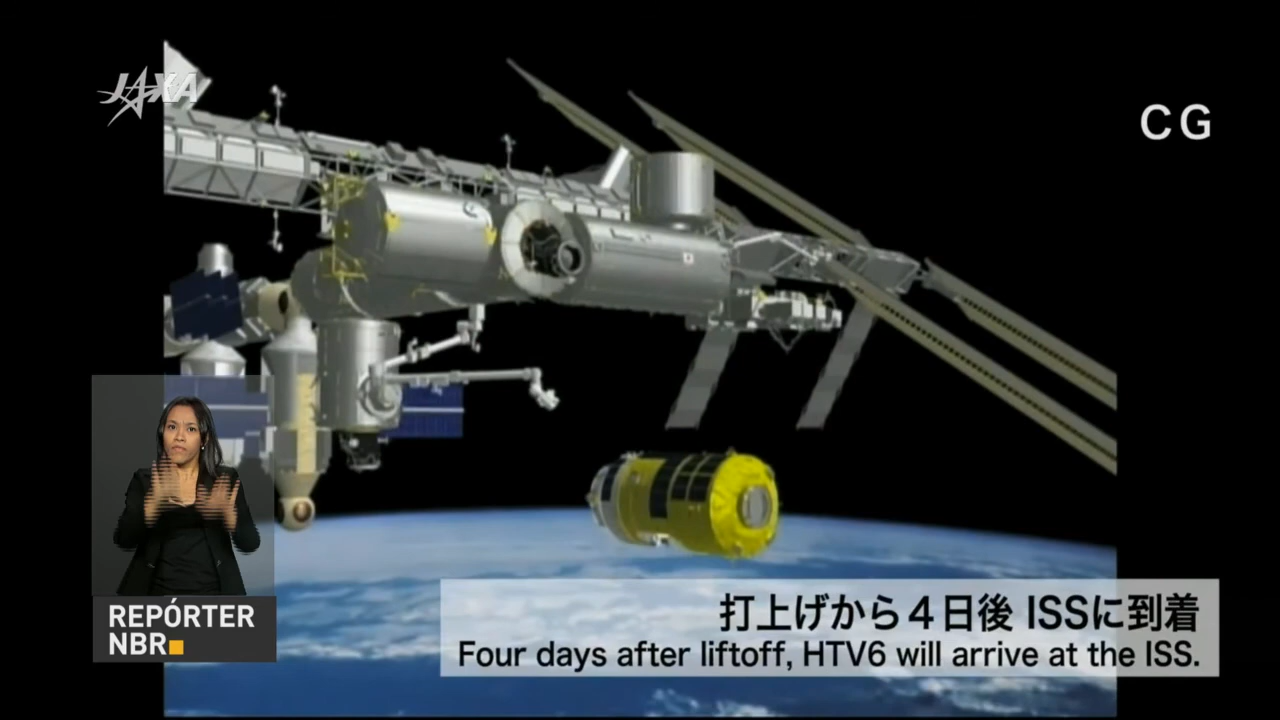 JAXA
CG
打上げから4日後 ISSに到着
Four days after liftoff, HTV6 will arrive at the ISS.
REPÓRTER
NBR